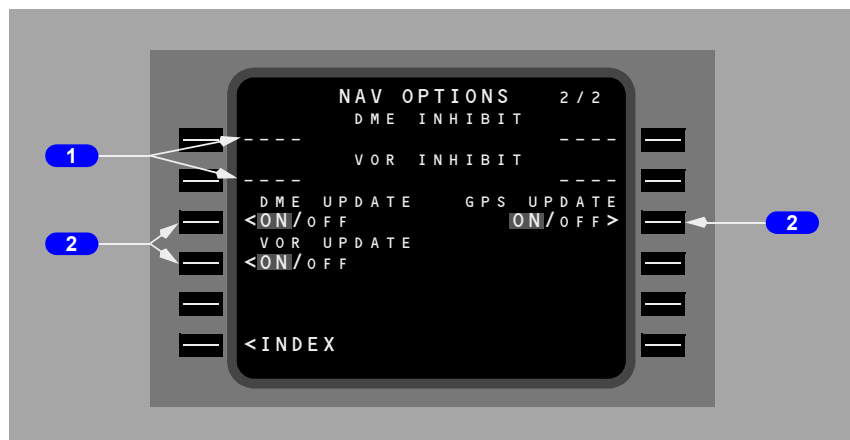 NAV OPTIONS 2/2
DME INHIBIT
1
---- ----
VOR INHIBIT
---- ----
DME UPDATE GPS UPDATE
<ON/OFF ON/OFF>
2 2
VOR UPDATE
<ON/OFF
<INDEX